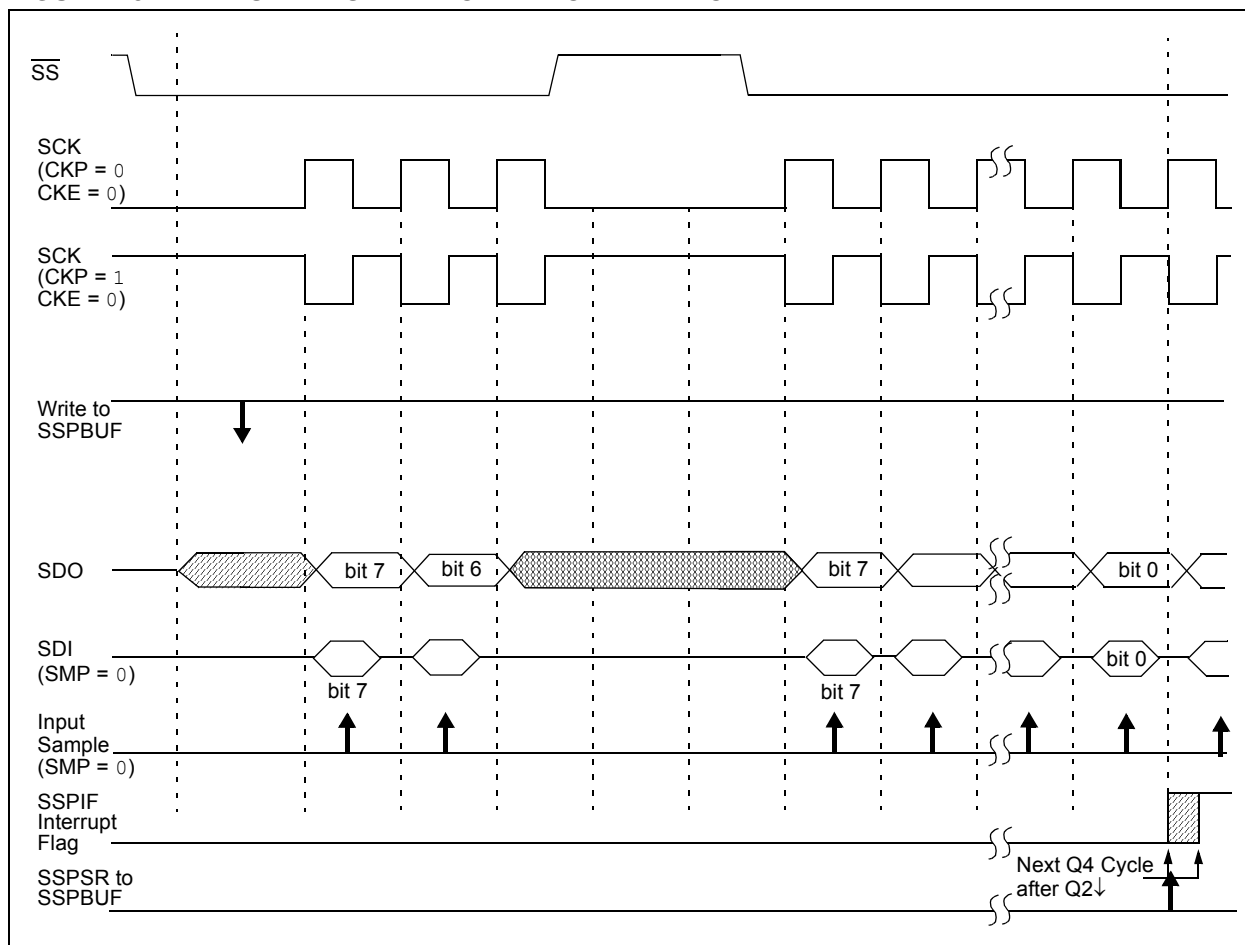 SS
SCK
(CKP = 0
CKE = 0)
SCK
(CKP = 1
CKE = 0)
Write to
SSPBUF
SDO
bit 7
bit 6
bit 7
bit 0
SDI
(SMP = 0)
bit 7
bit 7
bit 0
Input
Sample
(SMP = 0)
SSPIF
Interrupt
Flag
SSPSR to
SSPBUF
Next Q4 Cycle
after Q2↓